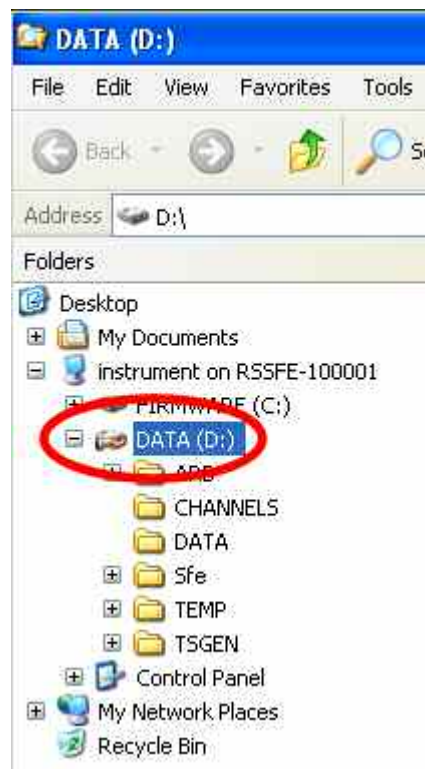 DATA (D:)
File Edit View Favorites Tools
Back
Address D:\
Folders
Desktop
My Documents
instrument on RSSFE-100001
FIRMWARE (C:)
DATA (D:)
ARB
CHANNELS
DATA
Sfe
TEMP
TSGEN
Control Panel
My Network Places
Recycle Bin